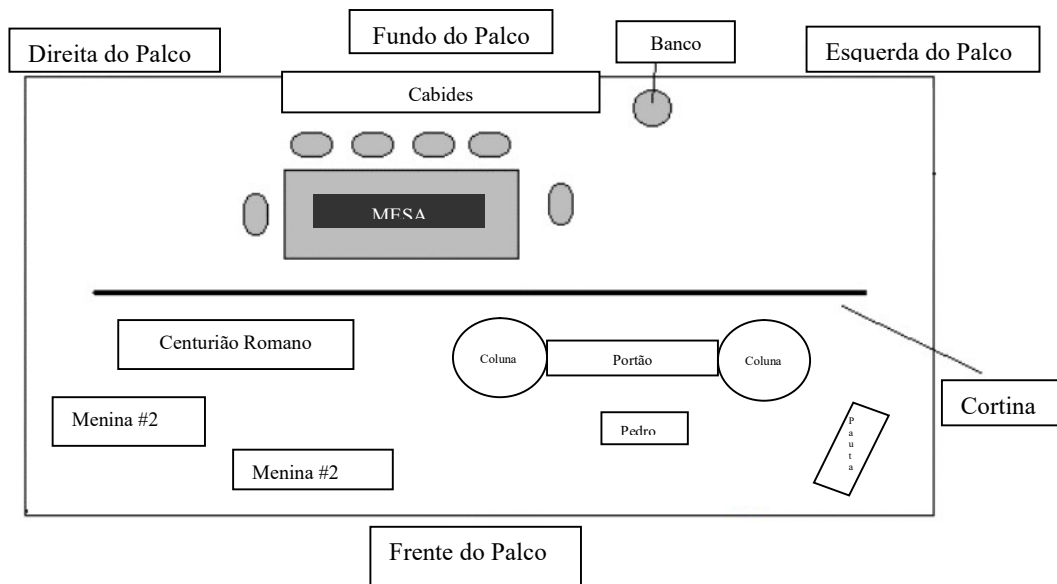 Direita do Palco
Fundo do Palco
Banco
Esquerda do Palco
Cabides
MESA
Centurião Romano
Coluna
Portão
Coluna
Cortina
Menina #2
Pedro
Pauta
Menina #2
Frente do Palco